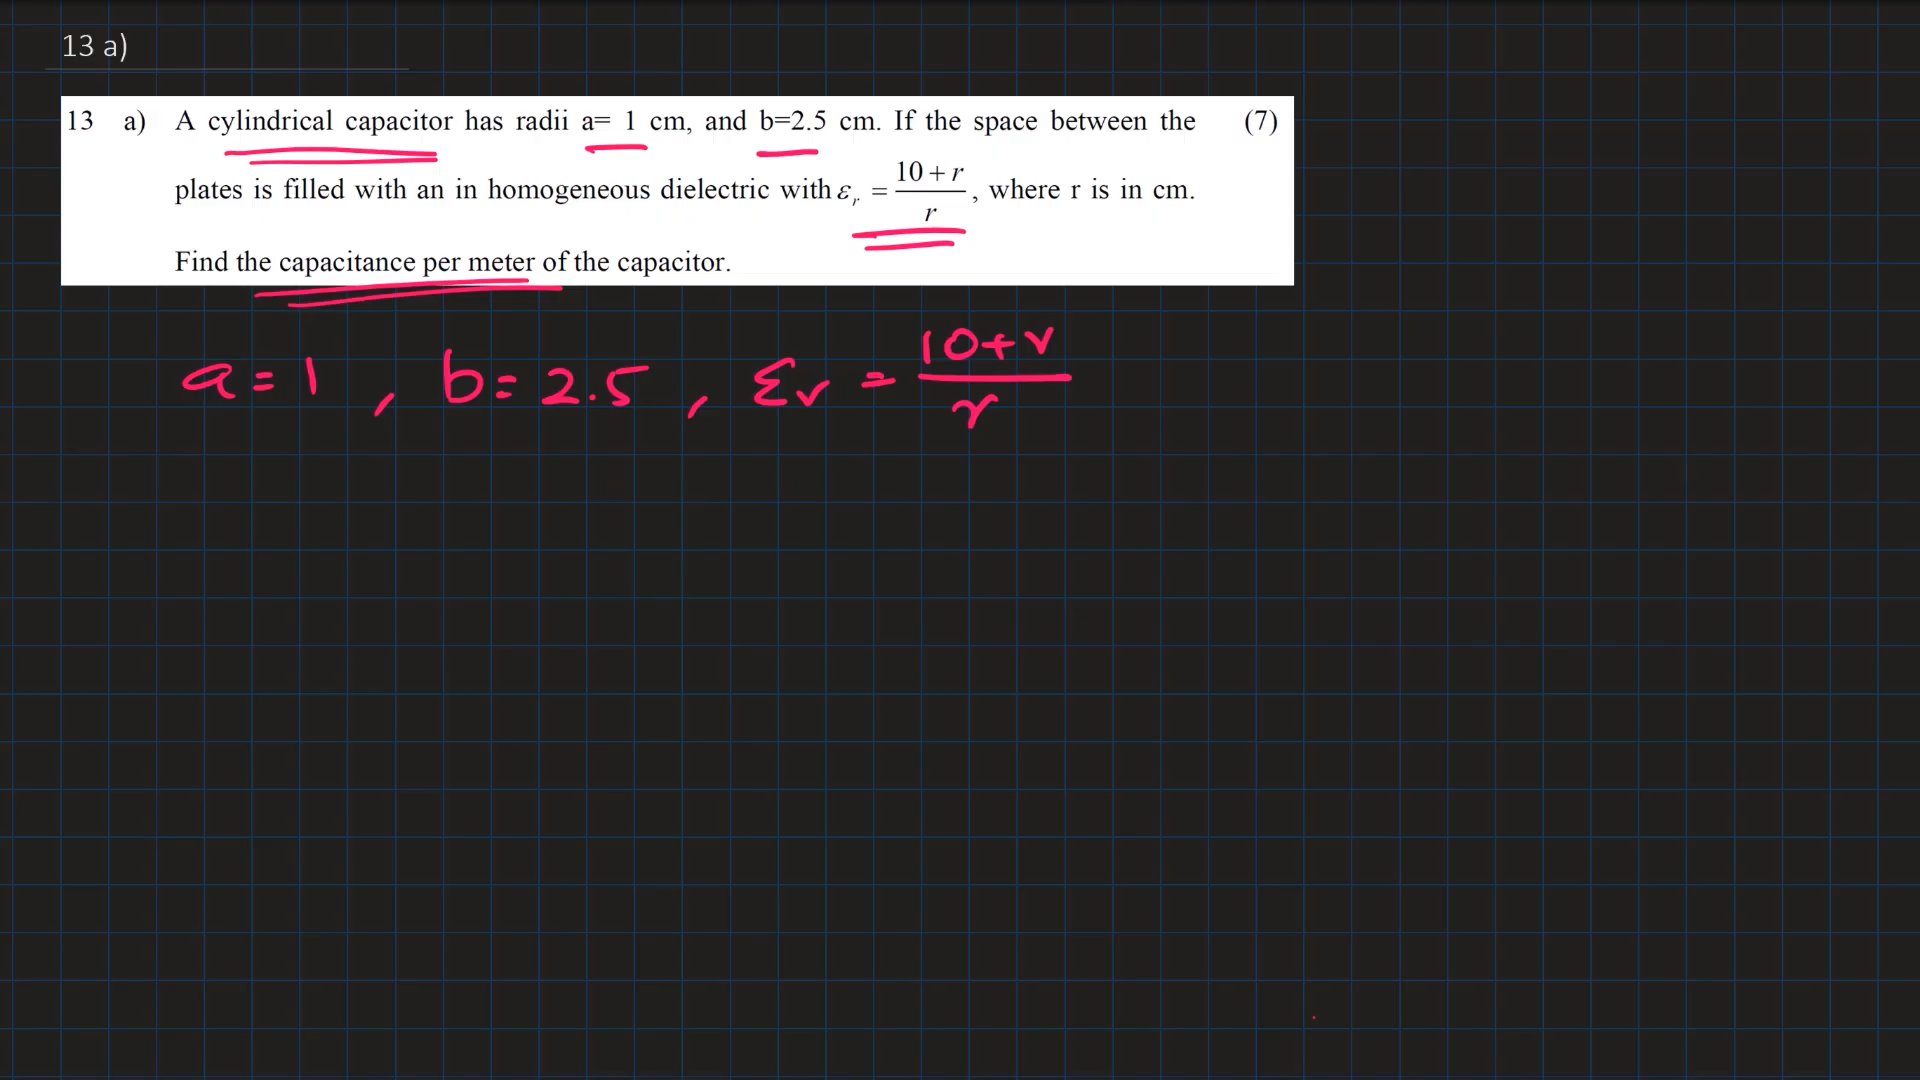 13 a)
13 a) A cylindrical capacitor has radii a= 1 cm, and b=2.5 cm. If the space between the (7)
plates is filled with an in homogeneous dielectric with εᵣ = (10 + r)/r, where r is in cm.
Find the capacitance per meter of the capacitor.
a = 1 , b = 2.5 , εᵣ = (10+r)/r